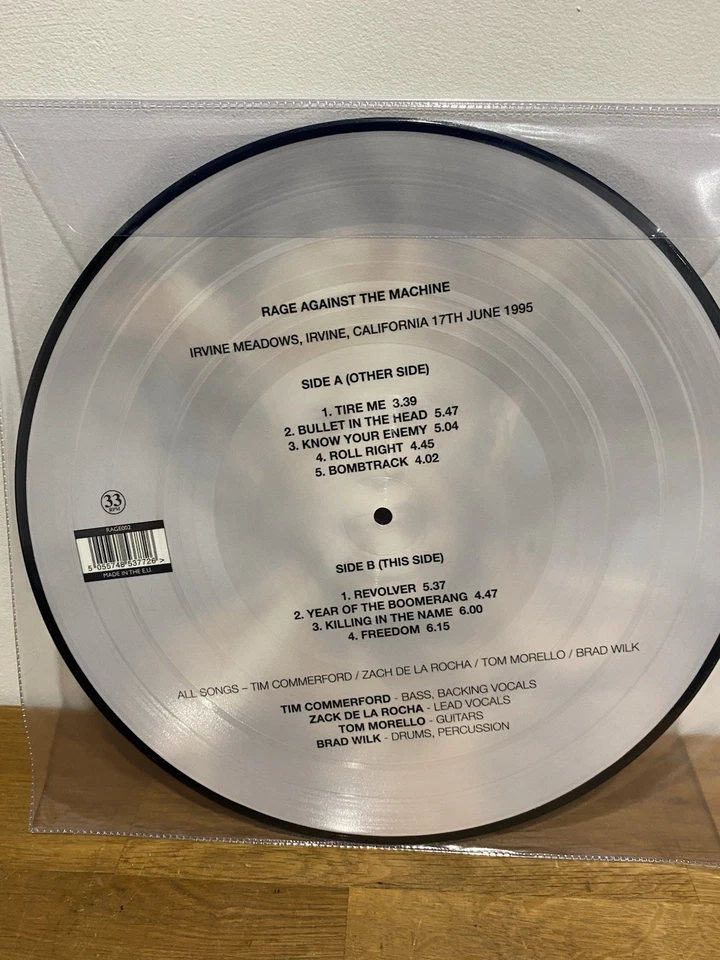 RAGE AGAINST THE MACHINE
IRVINE MEADOWS, IRVINE, CALIFORNIA 17TH JUNE 1995
SIDE A (OTHER SIDE)
1. TIRE ME 3.39
2. BULLET IN THE HEAD 5.47
3. KNOW YOUR ENEMY 5.04
4. ROLL RIGHT 4.45
5. BOMBTRACK 4.02
33
RPM
RAGE002
5 055748 537726 >
MADE IN THE E.U.
SIDE B (THIS SIDE)
1. REVOLVER 5.37
2. YEAR OF THE BOOMERANG 4.47
3. KILLING IN THE NAME 6.00
4. FREEDOM 6.15
ALL SONGS – TIM COMMERFORD / ZACH DE LA ROCHA / TOM MORELLO / BRAD WILK
TIM COMMERFORD - BASS, BACKING VOCALS
ZACK DE LA ROCHA - LEAD VOCALS
TOM MORELLO - GUITARS
BRAD WILK - DRUMS, PERCUSSION